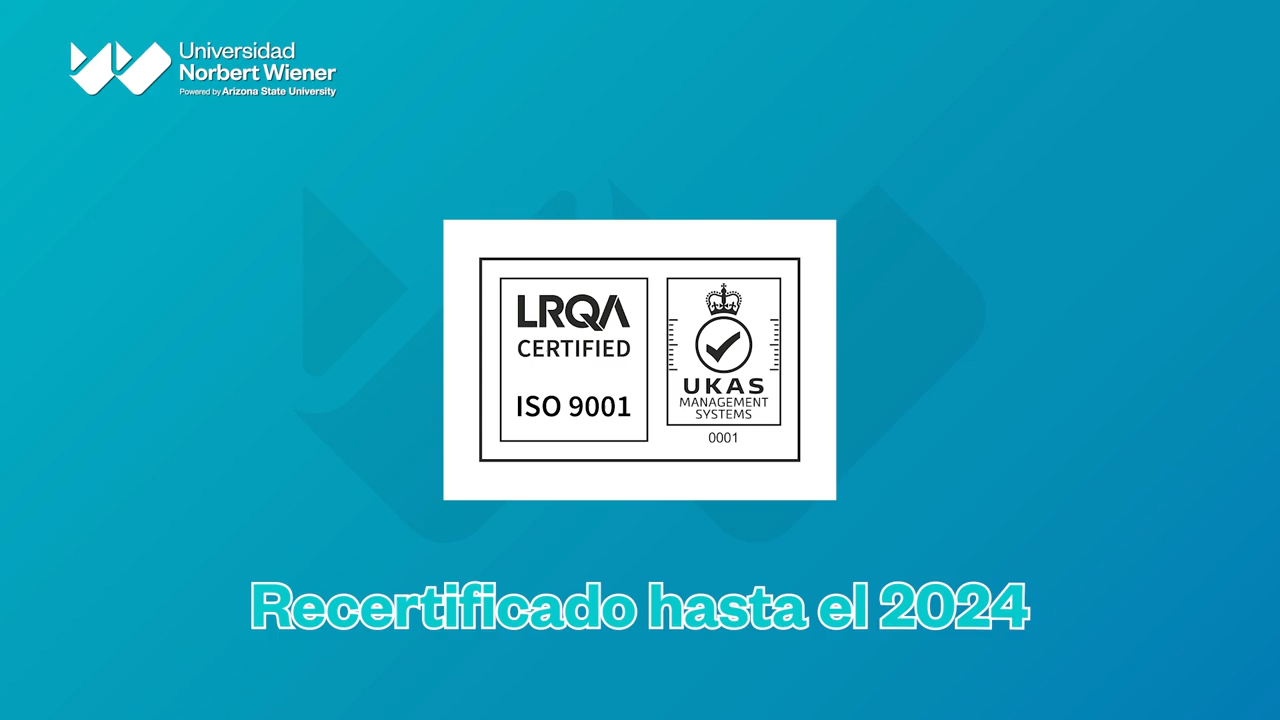 Universidad
Norbert Wiener
Powered by Arizona State University
LRQA
CERTIFIED
ISO 9001
UKAS
MANAGEMENT
SYSTEMS
0001
Recertificado hasta el 2024